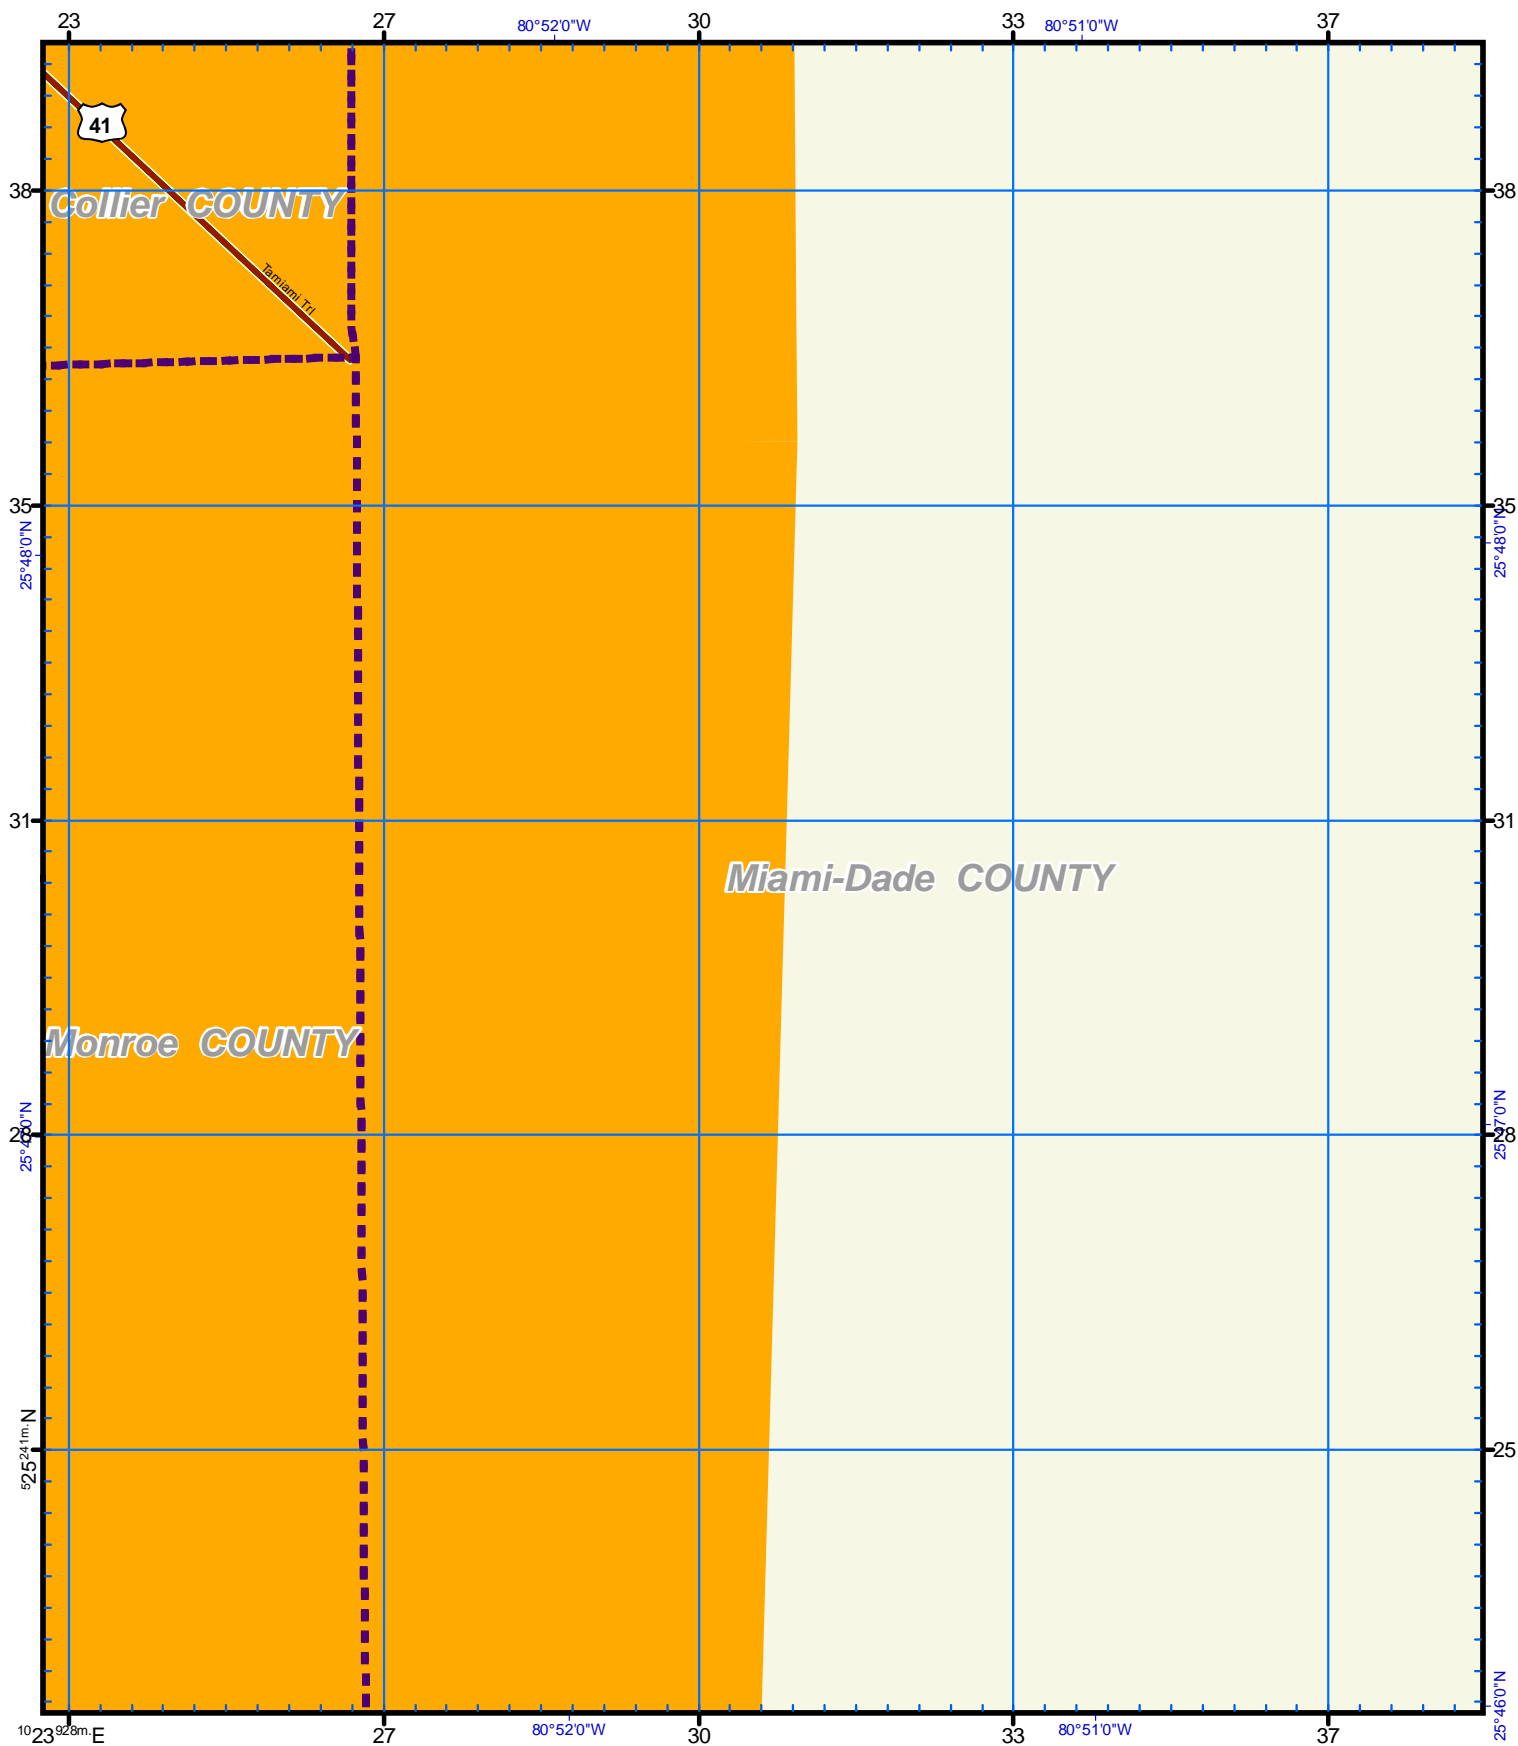 23 27 80°52'0"W 30 33 80°51'0"W 37
41
38 Collier COUNTY 38
Tamiami Trl
35 35
25°48'0"N 25°48'0"N
31 31
Miami-Dade COUNTY
Monroe COUNTY
28 28
25
525241m.N
25°46'0"N
1023928m.E 27 80°52'0"W 30 33 80°51'0"W 37